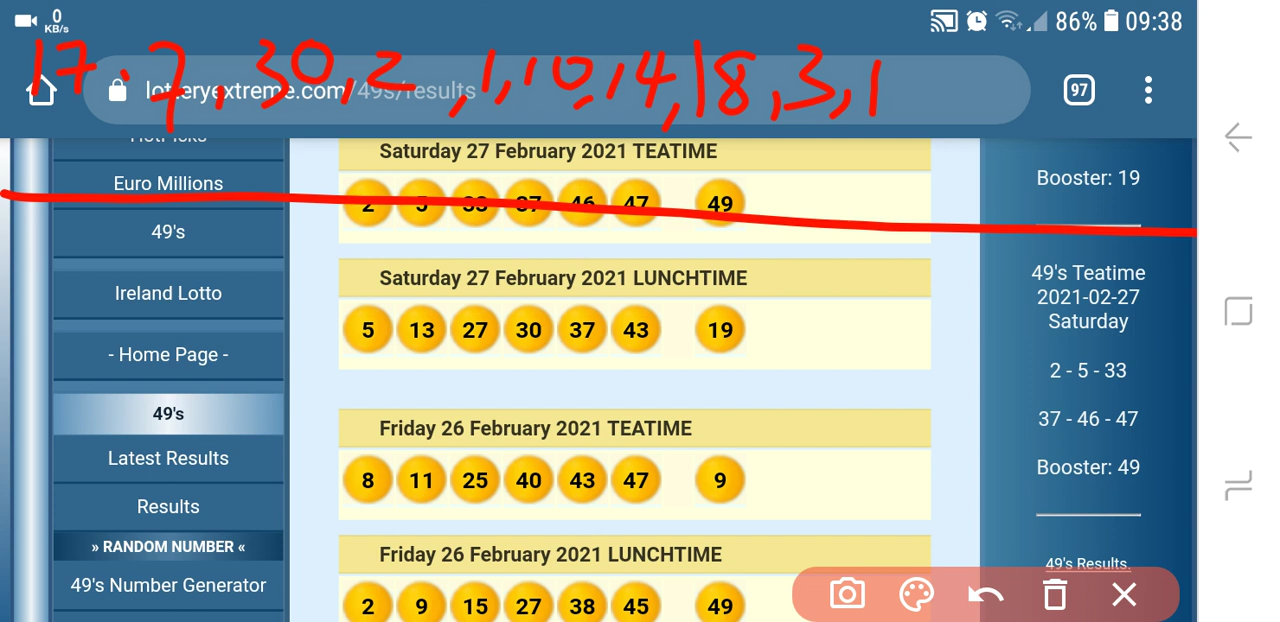 0 KB/s 86% 09:38
17, 7, 30, 2, 1, 10, 14, 18, 3, 1
lotteryextreme.com/49s/results 97
HotPicks
Euro Millions
49's
Ireland Lotto
- Home Page -
49's
Latest Results
Results
» RANDOM NUMBER «
49's Number Generator
Saturday 27 February 2021 TEATIME
2 5 33 37 46 47 49
Saturday 27 February 2021 LUNCHTIME
5 13 27 30 37 43 19
Friday 26 February 2021 TEATIME
8 11 25 40 43 47 9
Friday 26 February 2021 LUNCHTIME
2 9 15 27 38 45 49
Booster: 19
49's Teatime
2021-02-27
Saturday
2 - 5 - 33
37 - 46 - 47
Booster: 49
49's Results.